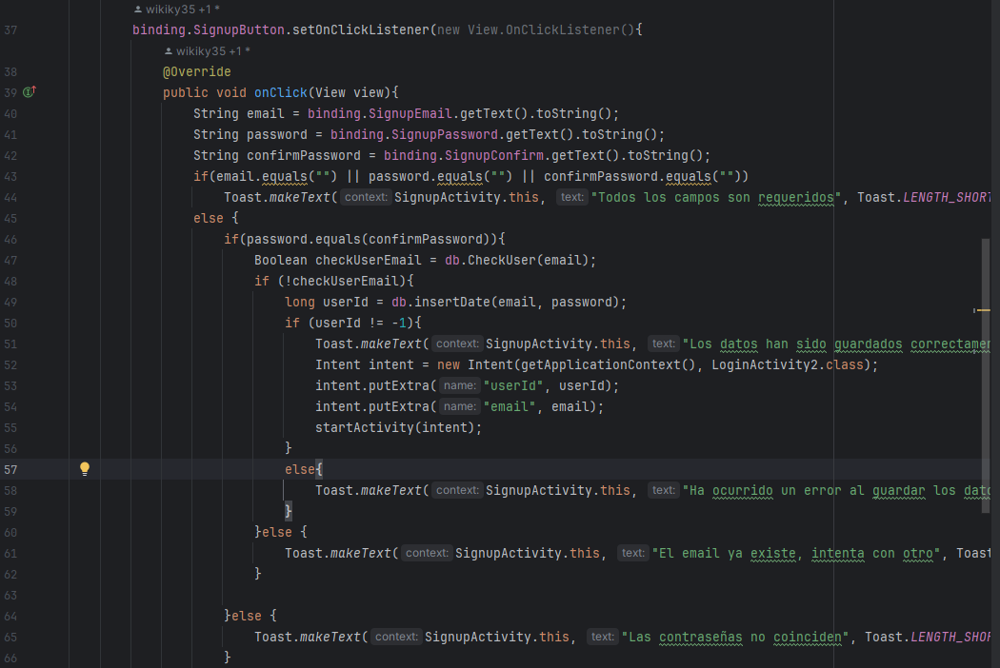 wikiky35 +1 *
37 binding.SignupButton.setOnClickListener(new View.OnClickListener(){
wikiky35 +1 *
38 @Override
39 public void onClick(View view){
40 String email = binding.SignupEmail.getText().toString();
41 String password = binding.SignupPassword.getText().toString();
42 String confirmPassword = binding.SignupConfirm.getText().toString();
43 if(email.equals("") || password.equals("") || confirmPassword.equals(""))
44 Toast.makeText( context: SignupActivity.this, text: "Todos los campos son requeridos", Toast.LENGTH_SHORT
45 else {
46 if(password.equals(confirmPassword)){
47 Boolean checkUserEmail = db.CheckUser(email);
48 if (!checkUserEmail){
49 long userId = db.insertDate(email, password);
50 if (userId != -1){
51 Toast.makeText( context: SignupActivity.this, text: "Los datos han sido guardados correctamen
52 Intent intent = new Intent(getApplicationContext(), LoginActivity2.class);
53 intent.putExtra( name: "userId", userId);
54 intent.putExtra( name: "email", email);
55 startActivity(intent);
56 }
57 else{
58 Toast.makeText( context: SignupActivity.this, text: "Ha ocurrido un error al guardar los dato
59 }
60 }else {
61 Toast.makeText( context: SignupActivity.this, text: "El email ya existe, intenta con otro", Toast
62 }
63
64 }else {
65 Toast.makeText( context: SignupActivity.this, text: "Las contraseñas no coinciden", Toast.LENGTH_SHOR
66 }